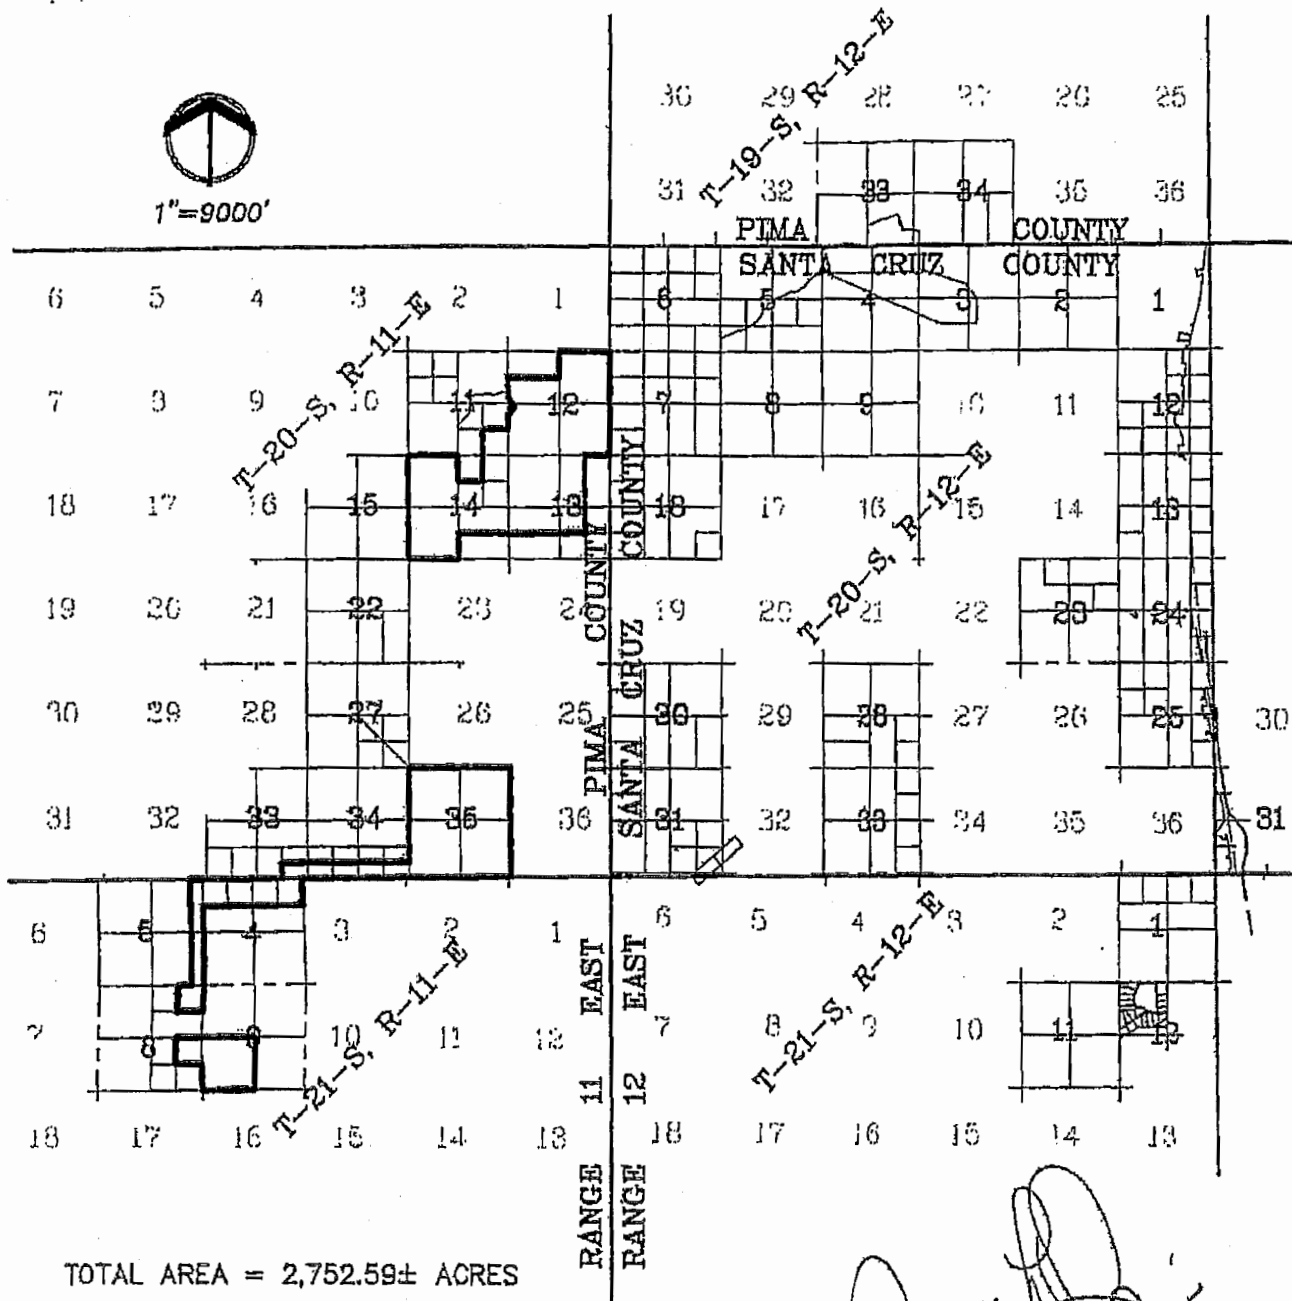 30 29 28 27 26 25
T-19-S, R-12-E
31 32 33 34 35 36
1"=9000'
PIMA COUNTY
SANTA CRUZ COUNTY
6 5 4 3 2 1 6 5 4 3 2 1
T-20-S, R-11-E
7 8 9 10 11 12 7 8 9 10 11 12
PIMA COUNTY
SANTA CRUZ COUNTY
T-20-S, R-12-E
18 17 16 15 14 13 18 17 16 15 14 13
19 20 21 22 23 24 19 20 21 22 23 24
30 29 28 27 26 25 30 29 28 27 26 25 30
PIMA
31 32 33 34 35 36 31 32 33 34 35 36 31
6 5 4 3 2 1 6 5 4 3 2 1
T-21-S, R-11-E
T-21-S, R-12-E
7 8 9 10 11 12 7 8 9 10 11 12
18 17 16 15 14 13 18 17 16 15 14 13
RANGE 11 EAST
RANGE 12 EAST
TOTAL AREA = 2,752.59± ACRES